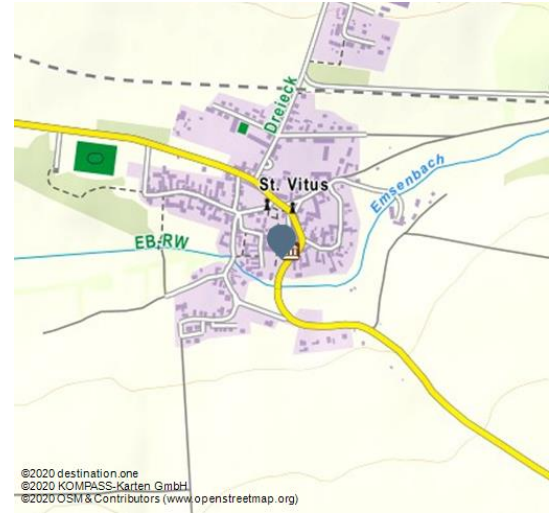 Dreieck
St. Vitus
Emsenbach
EB-RW
©2020 destination.one
©2020 KOMPASS-Karten GmbH
©2020 OSM & Contributors (www.openstreetmap.org)